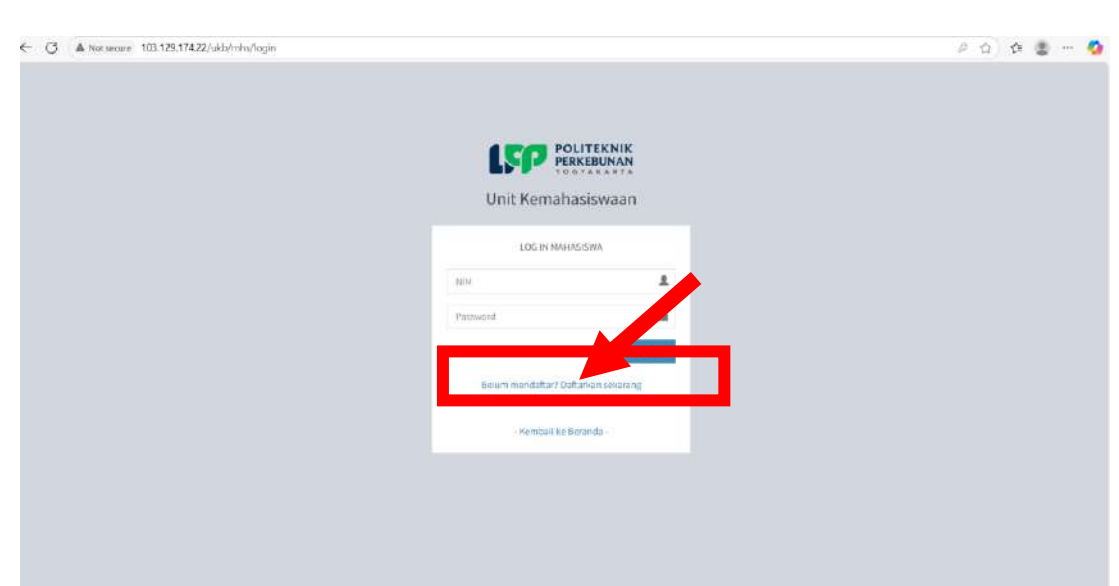 Not secure 103.129.174.22/ukb/mhs/login
LPP POLITEKNIK
PERKEBUNAN
YOGYAKARTA
Unit Kemahasiswaan
LOG IN MAHASISWA
NIM
Password
Belum mendaftar? Daftarkan sekarang
- Kembali ke Beranda -